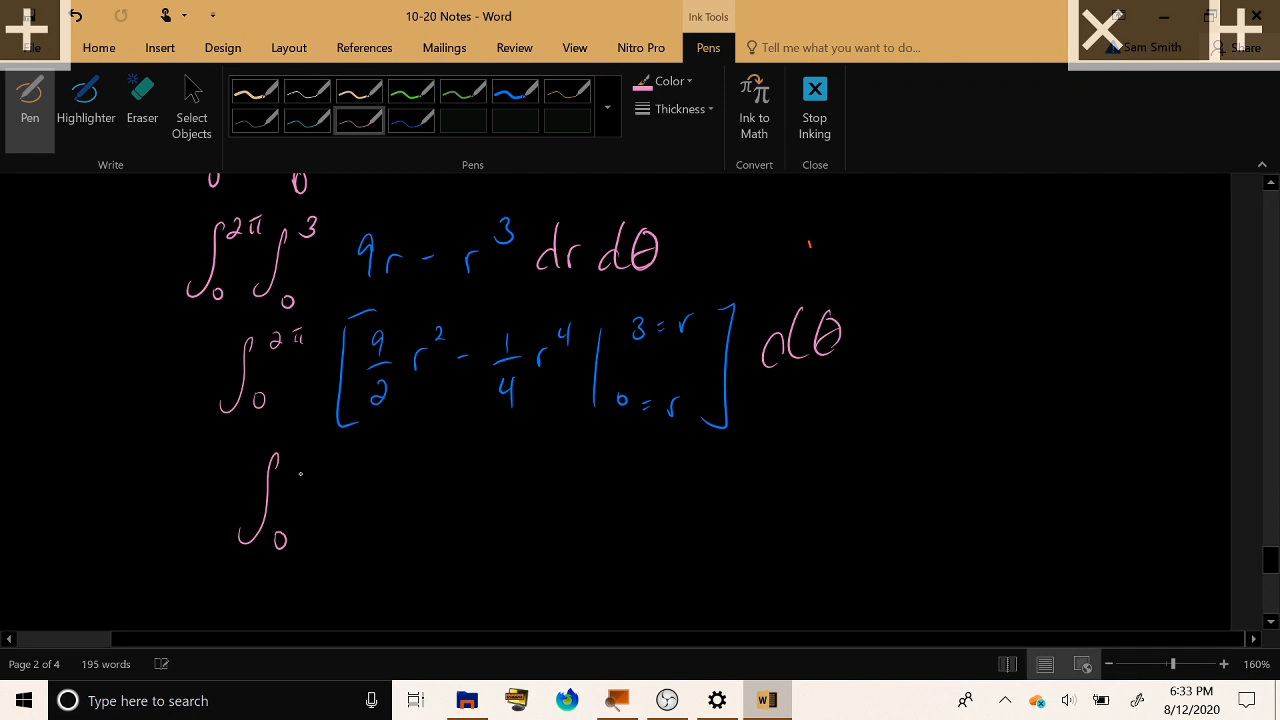 10-20 Notes - Word
Ink Tools
File Home Insert Design Layout References Mailings Review View Nitro Pro Pens Tell me what you want to do... Sam Smith Share
Pen Highlighter Eraser Select Objects Color Thickness Ink to Math Stop Inking
Write Pens Convert Close
0 0
∫₀^{2π} ∫₀^{3} 9r - r³ dr dθ
∫₀^{2π} [ 9/2 r² - 1/4 r⁴ |_{0 = r}^{3 = r} ] dθ
∫₀
Page 2 of 4 195 words 160%
Type here to search 6:33 PM
8/12/2020